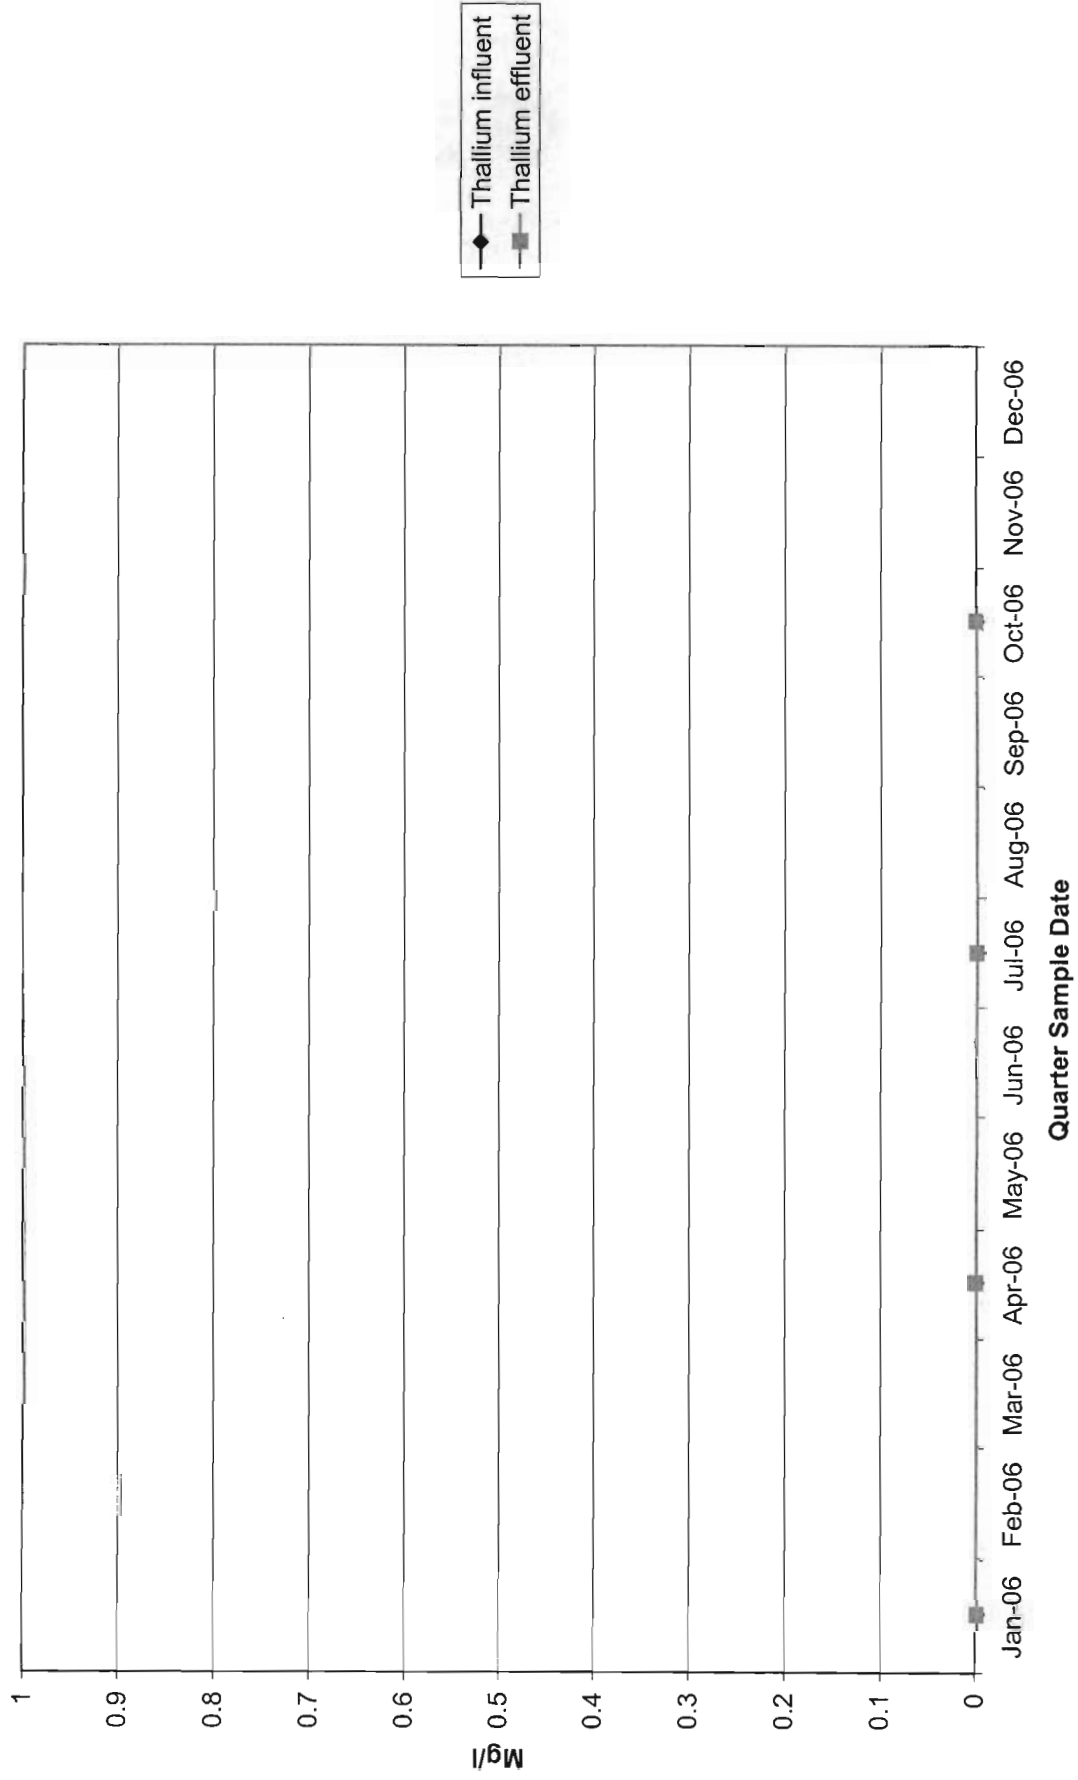 Thallium influent
Thallium effluent
Mg/l
1
0.9
0.8
0.7
0.6
0.5
0.4
0.3
0.2
0.1
0
Jan-06 Feb-06 Mar-06 Apr-06 May-06 Jun-06 Jul-06 Aug-06 Sep-06 Oct-06 Nov-06 Dec-06
Quarter Sample Date